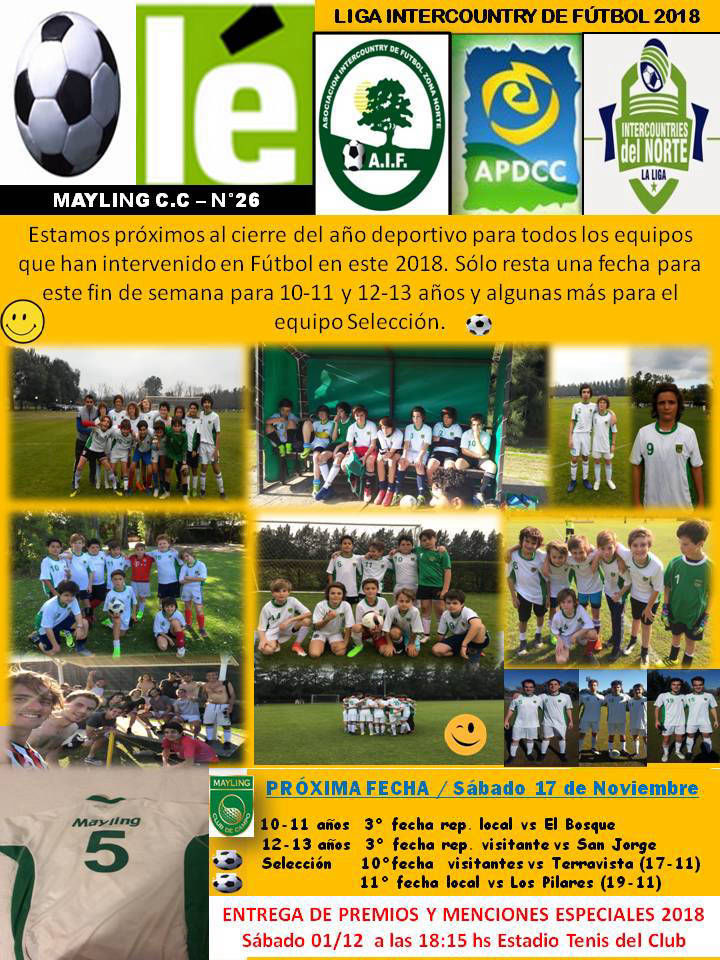 LIGA INTERCOUNTRY DE FÚTBOL 2018
lé
ASOCIACION INTERCOUNTRY DE FUTBOL ZONA NORTE
A.I.F.
APDCC
INTERCOUNTRIES
del NORTE
LA LIGA
MAYLING C.C – N°26
Estamos próximos al cierre del año deportivo para todos los equipos
que han intervenido en Fútbol en este 2018. Sólo resta una fecha para
este fin de semana para 10-11 y 12-13 años y algunas más para el
equipo Selección.
9
MAYLING
CLUB DE CAMPO
PRÓXIMA FECHA / Sábado 17 de Noviembre
10-11 años 3° fecha rep. local vs El Bosque
12-13 años 3° fecha rep. visitante vs San Jorge
Selección 10°fecha visitantes vs Terravista (17-11)
11° fecha local vs Los Pilares (19-11)
Mayling
5
ENTREGA DE PREMIOS Y MENCIONES ESPECIALES 2018
Sábado 01/12 a las 18:15 hs Estadio Tenis del Club